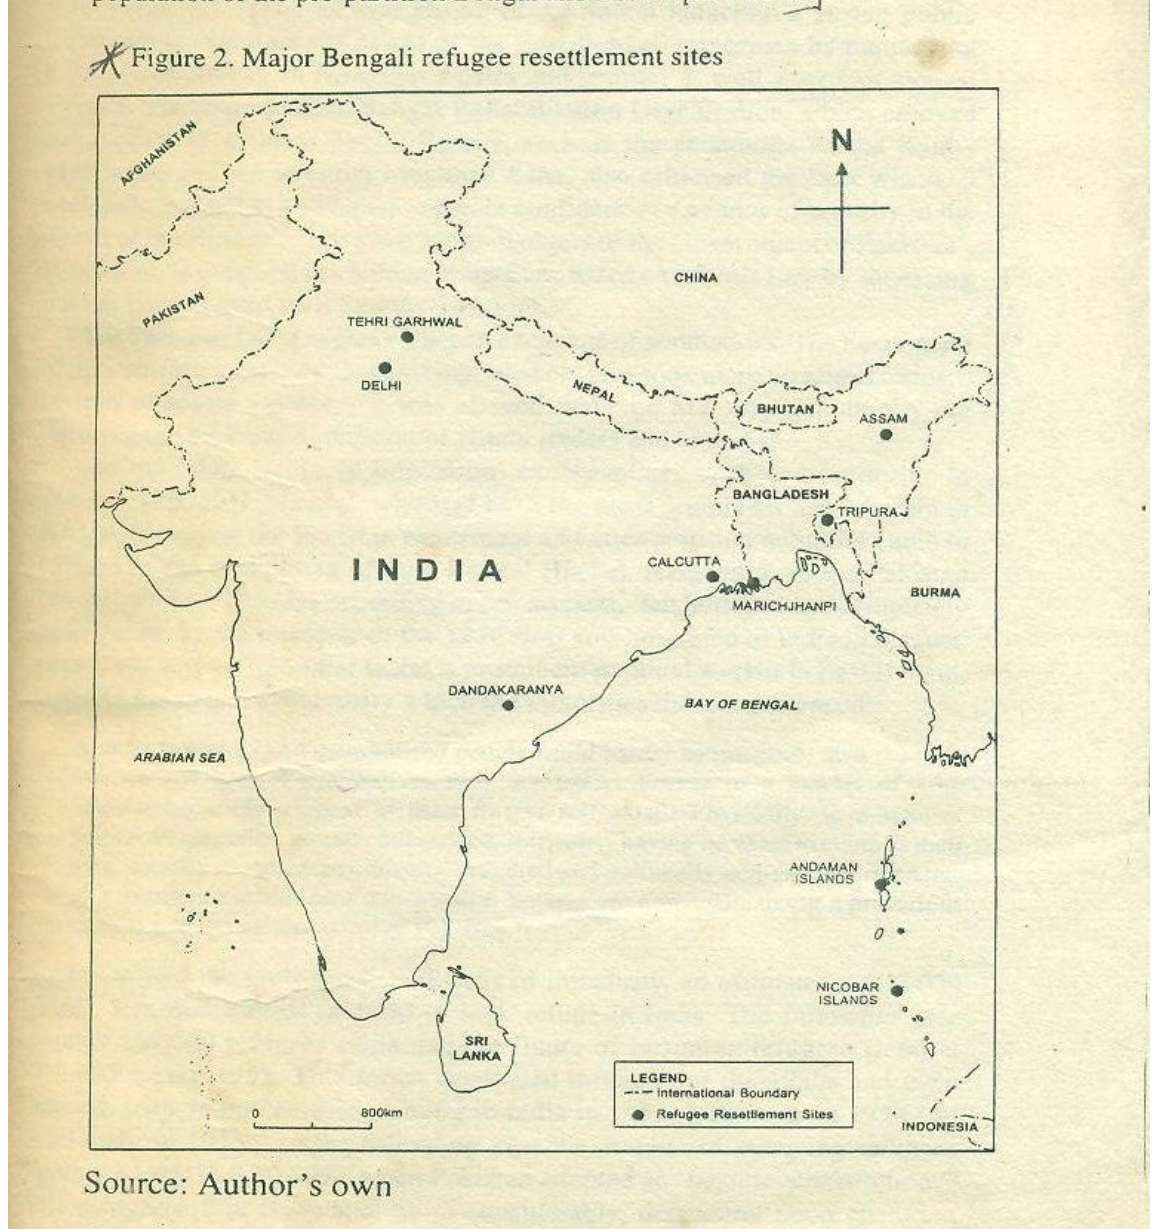 Figure 2. Major Bengali refugee resettlement sites
AFGHANISTAN
N
CHINA
PAKISTAN
TEHRI GARHWAL
DELHI
NEPAL
BHUTAN
ASSAM
BANGLADESH
TRIPURA
INDIA
CALCUTTA
MARICHJHANPI
BURMA
DANDAKARANYA
BAY OF BENGAL
ARABIAN SEA
ANDAMAN
ISLANDS
NICOBAR
ISLANDS
SRI
LANKA
LEGEND
International Boundary
Refugee Resettlement Sites
0 800km
INDONESIA
Source: Author's own